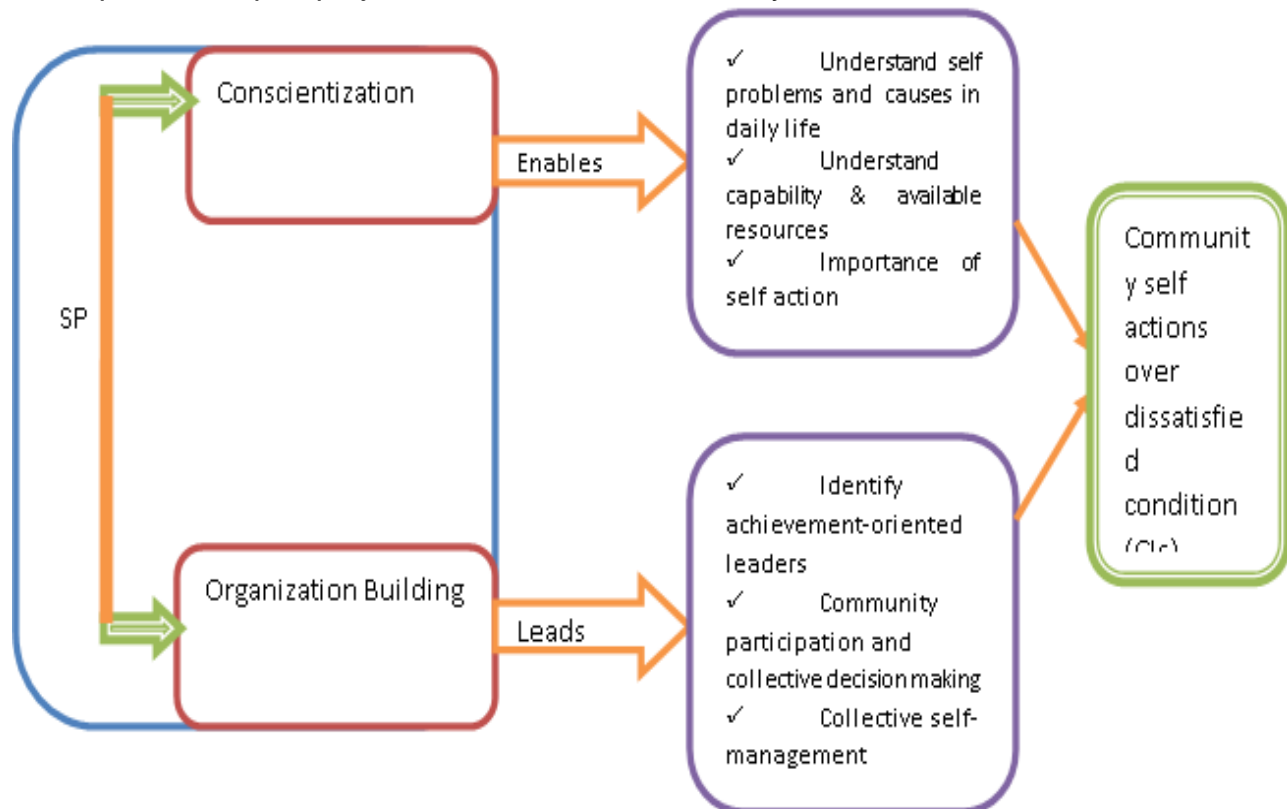 Conscientization
Enables
✓ Understand self
problems and causes in
daily life
✓ Understand
capability & available
resources
✓ Importance of
self action
SP
Communit
y self
actions
over
dissatisfie
d
condition
Organization Building
Leads
✓ Identify
achievement-oriented
leaders
✓ Community
participation and
collective decision making
✓ Collective self-
management